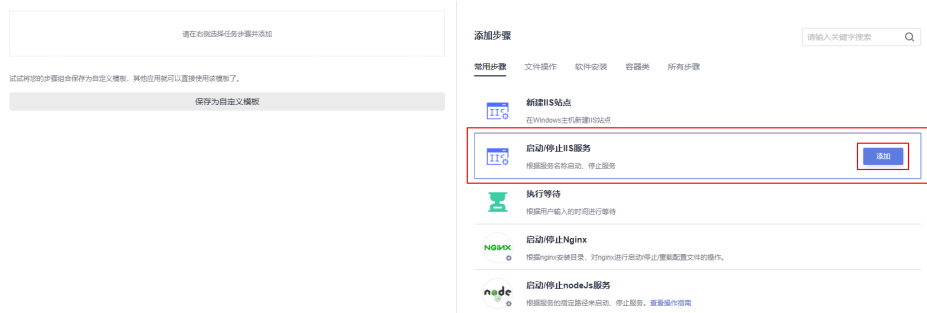 请在右侧选择任务步骤并添加
试试将您的步骤组合保存为自定义模板，其他应用就可以直接使用该模板了。
保存为自定义模板
添加步骤
请输入关键字搜索
常用步骤 文件操作 软件安装 容器类 所有步骤
IIS
新建IIS站点
在Windows主机新建IIS站点
IIS
启动/停止IIS服务
根据服务名称启动、停止服务
添加
执行等待
根据用户输入的时间进行等待
NGINX
启动/停止Nginx
根据nginx安装目录，对nginx进行启动/停止/重载配置文件的操作。
node
启动/停止nodeJs服务
根据服务的指定路径来启动、停止服务。查看操作指南